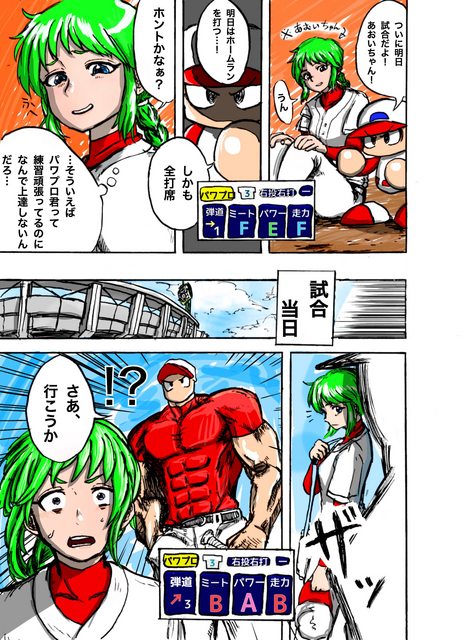 ついに明日
試合だよ!
あおいちゃん!
×あおいちゃん♪
うん
明日はホームラン
を打つ…!
しかも
全打席
パワプロ 3 右投右打 一
弾道 ミート パワー 走力
→1 F E F
ホントかなぁ?
…そういえば
パワプロ君って
練習頑張ってるのに
なんで上達しないん
だろ…
試合
当日
ザッ
!?
さあ、
行こうか
パワプロ 3 右投右打 一
弾道 ミート パワー 走力
↗3 B A B